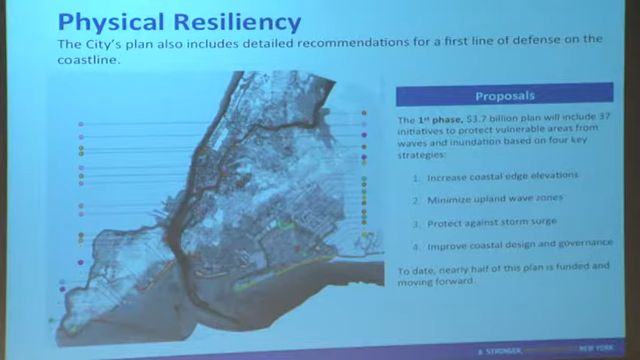 Physical Resiliency
The City's plan also includes detailed recommendations for a first line of defense on the
coastline.
Proposals
The 1st phase, $3.7 billion plan will include 37
initiatives to protect vulnerable areas from
waves and inundation based on four key
strategies:
1. Increase coastal edge elevations
2. Minimize upland wave zones
3. Protect against storm surge
4. Improve coastal design and governance
To date, nearly half of this plan is funded and
moving forward.
A STRONGER, NEW YORK